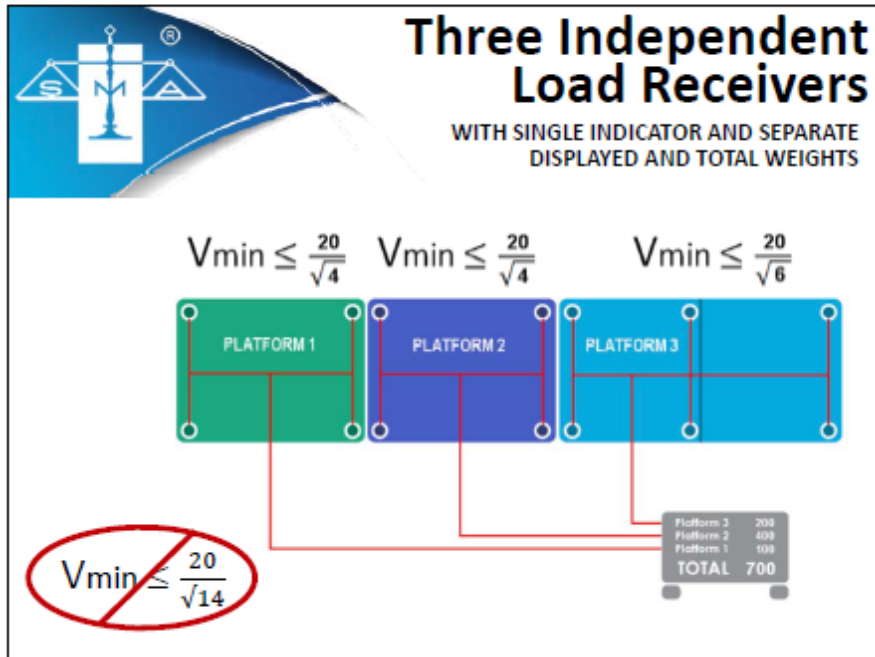 S M A ®
Three Independent
Load Receivers
WITH SINGLE INDICATOR AND SEPARATE
DISPLAYED AND TOTAL WEIGHTS
Vmin ≤ 20/√4 Vmin ≤ 20/√4 Vmin ≤ 20/√6
PLATFORM 1 PLATFORM 2 PLATFORM 3
Platform 3 200
Platform 2 400
Platform 1 100
TOTAL 700
Vmin ≤ 20/√14